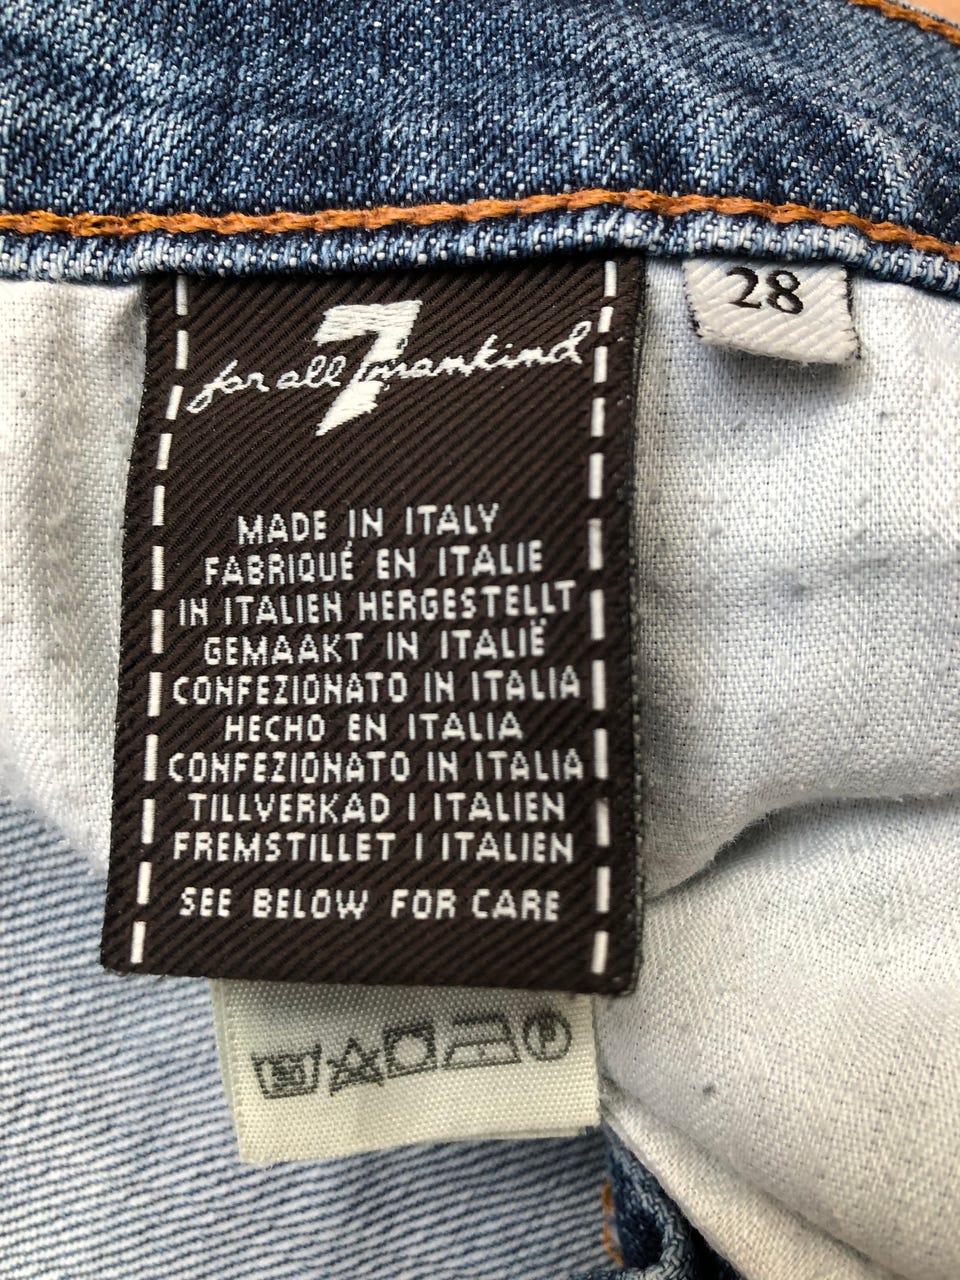 7
for all mankind
28
MADE IN ITALY
FABRIQUÉ EN ITALIE
IN ITALIEN HERGESTELLT
GEMAAKT IN ITALIË
CONFEZIONATO IN ITALIA
HECHO EN ITALIA
CONFEZIONATO IN ITALIA
TILLVERKAD I ITALIEN
FREMSTILLET I ITALIEN
SEE BELOW FOR CARE
P